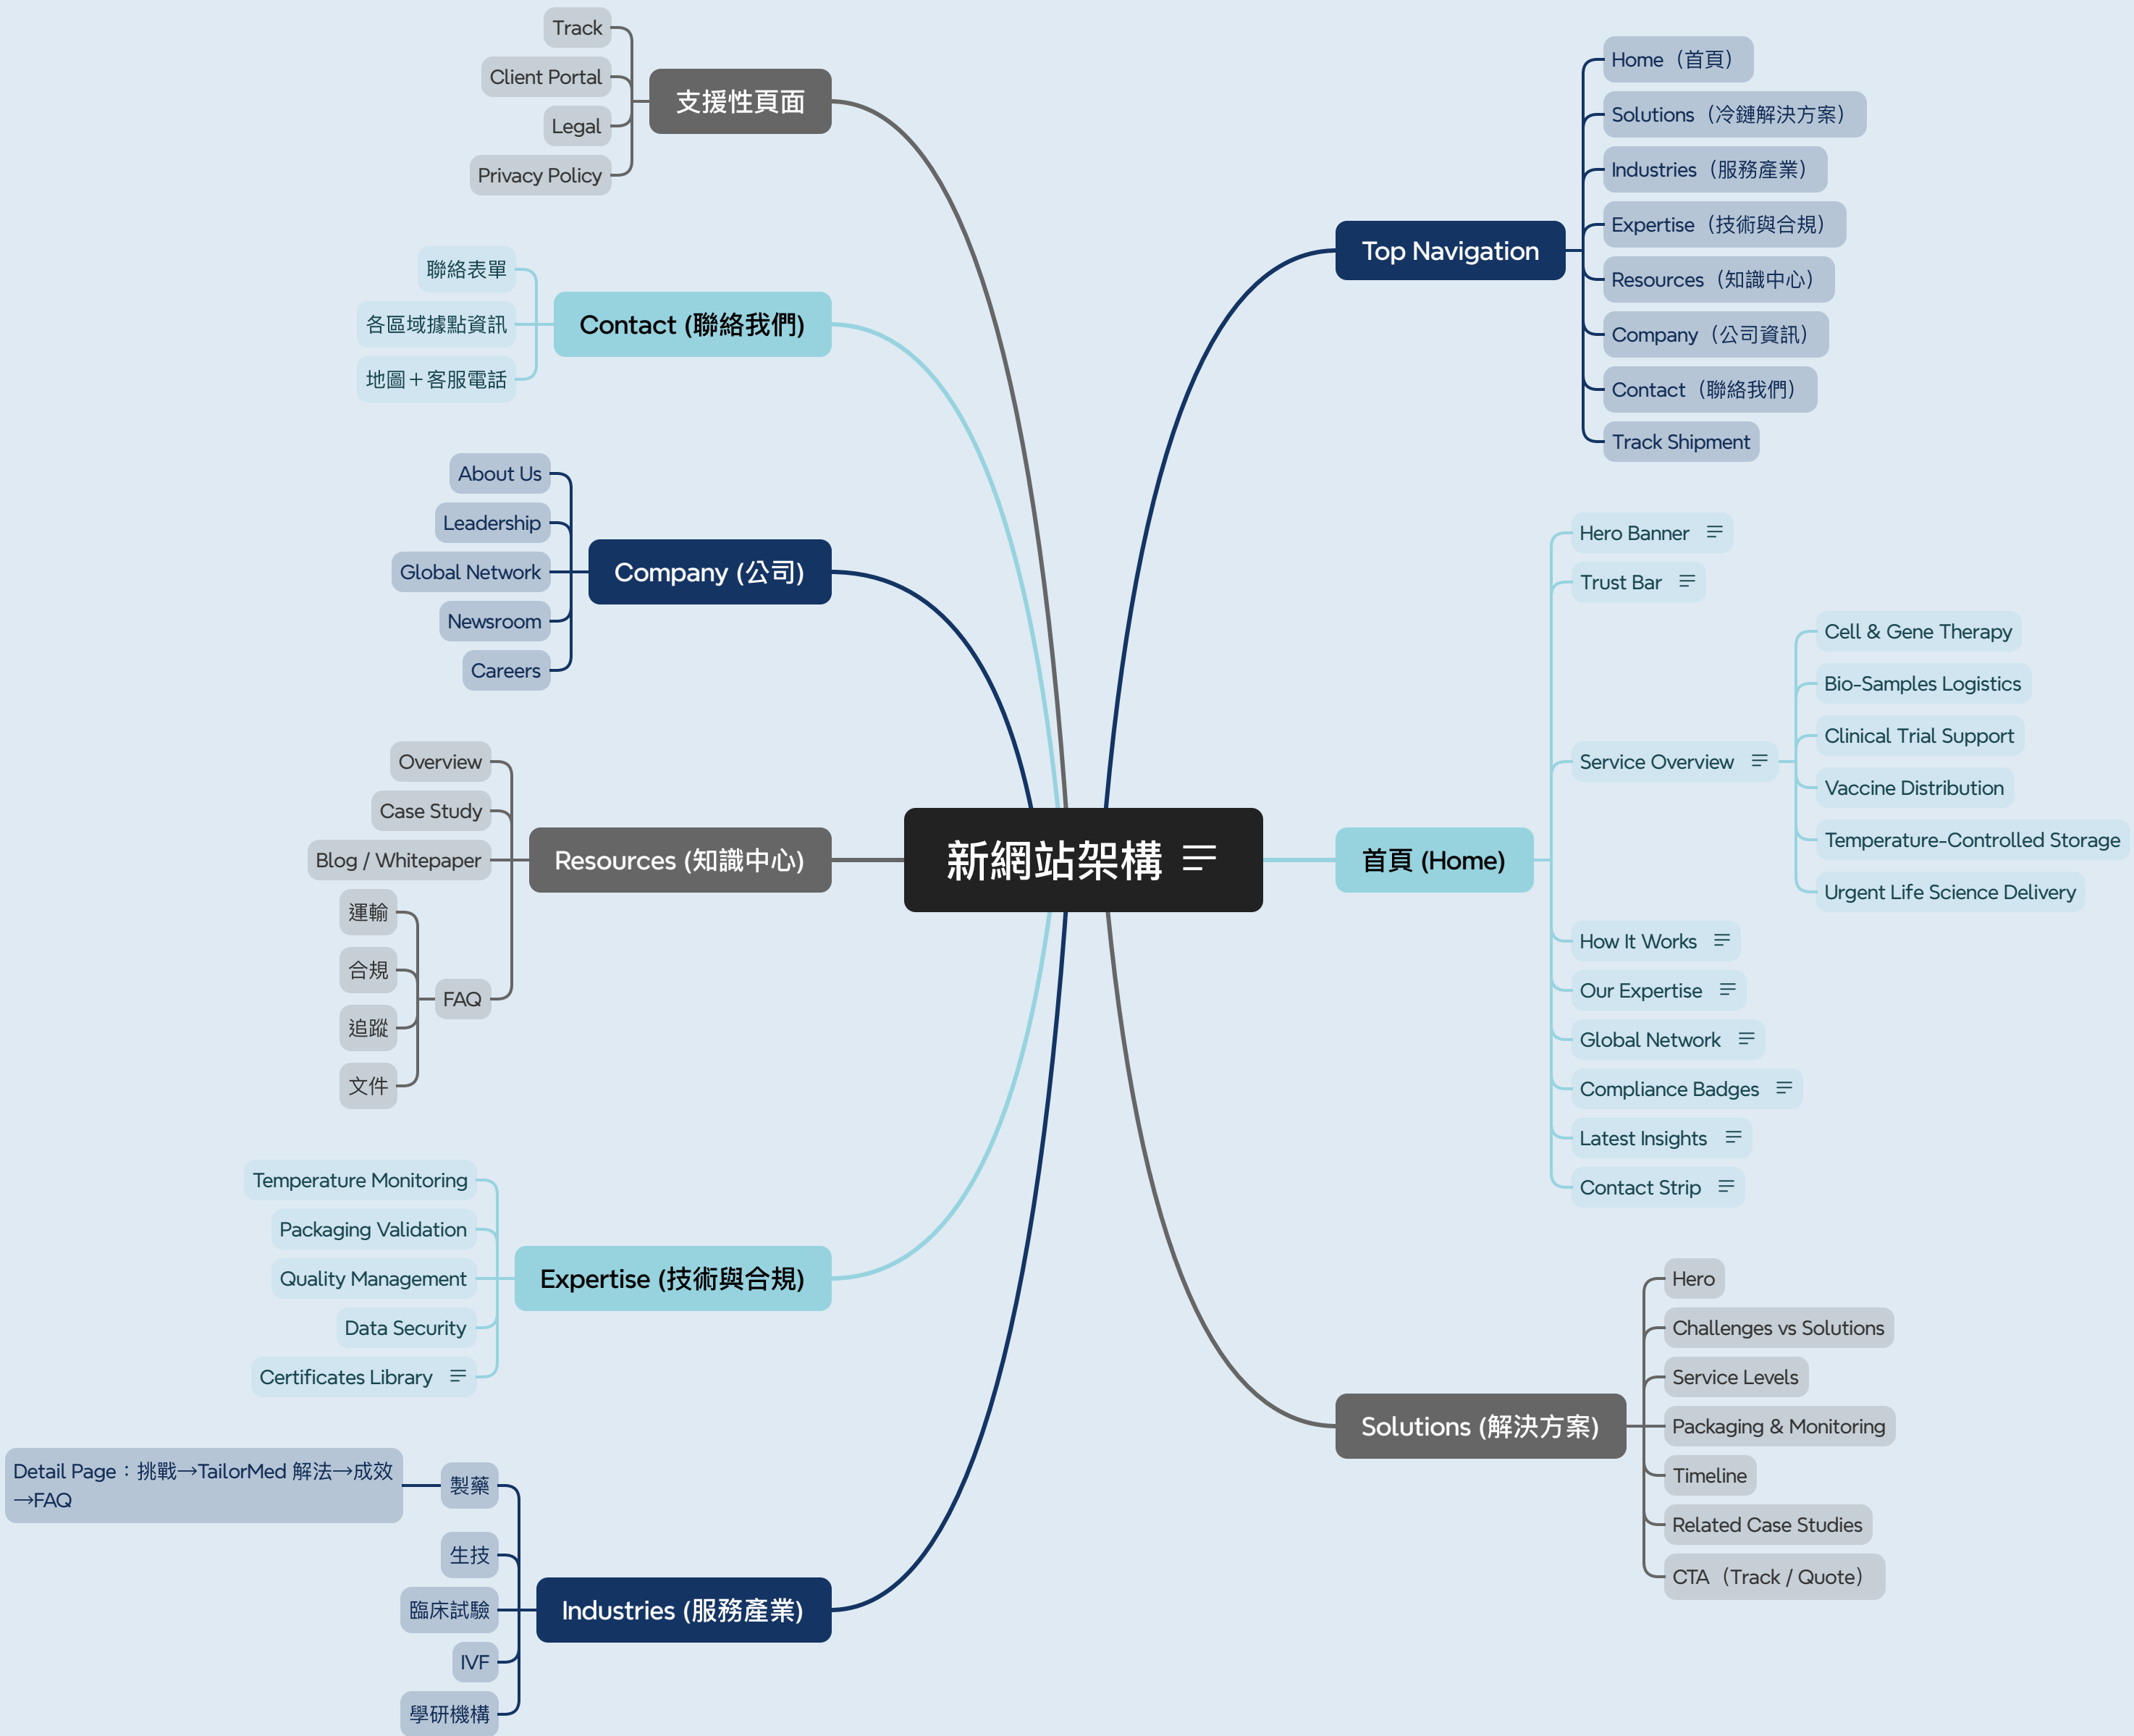 新網站架構
Top Navigation
Home（首頁）
Solutions（冷鏈解決方案）
Industries（服務產業）
Expertise（技術與合規）
Resources（知識中心）
Company（公司資訊）
Contact（聯絡我們）
Track Shipment
首頁 (Home)
Hero Banner
Trust Bar
Service Overview
Cell & Gene Therapy
Bio-Samples Logistics
Clinical Trial Support
Vaccine Distribution
Temperature-Controlled Storage
Urgent Life Science Delivery
How It Works
Our Expertise
Global Network
Compliance Badges
Latest Insights
Contact Strip
Solutions (解決方案)
Hero
Challenges vs Solutions
Service Levels
Packaging & Monitoring
Timeline
Related Case Studies
CTA（Track / Quote）
支援性頁面
Track
Client Portal
Legal
Privacy Policy
Contact (聯絡我們)
聯絡表單
各區域據點資訊
地圖＋客服電話
Company (公司)
About Us
Leadership
Global Network
Newsroom
Careers
Resources (知識中心)
Overview
Case Study
Blog / Whitepaper
FAQ
運輸
合規
追蹤
文件
Expertise (技術與合規)
Temperature Monitoring
Packaging Validation
Quality Management
Data Security
Certificates Library
Industries (服務產業)
製藥
Detail Page：挑戰→TailorMed 解法→成效
→FAQ
生技
臨床試驗
IVF
學研機構